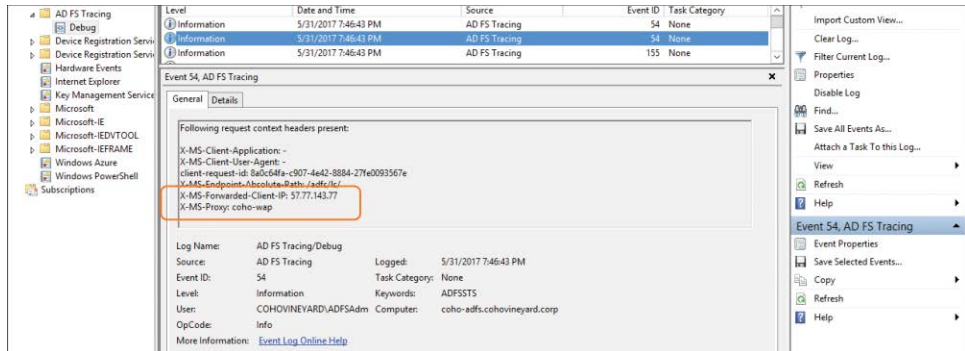 AD FS Tracing
Debug
Device Registration Servi
Device Registration Servi
Hardware Events
Internet Explorer
Key Management Service
Microsoft
Microsoft-IE
Microsoft-IEDVTOOL
Microsoft-IEFRAME
Windows Azure
Windows PowerShell
Subscriptions
Level Date and Time Source Event ID Task Category
Information 5/31/2017 7:46:43 PM AD FS Tracing 54 None
Information 5/31/2017 7:46:43 PM AD FS Tracing 54 None
Information 5/31/2017 7:46:43 PM AD FS Tracing 155 None
Event 54, AD FS Tracing
General Details
Following request context headers present:
X-MS-Client-Application: -
X-MS-Client-User-Agent: -
client-request-id: 8a0c64fa-c907-4e42-8884-27fe0093567e
X-MS-Endpoint-Absolute-Path: /adfs/ls/
X-MS-Forwarded-Client-IP: 57.77.143.77
X-MS-Proxy: coho-wap
Log Name: AD FS Tracing/Debug
Source: AD FS Tracing Logged: 5/31/2017 7:46:43 PM
Event ID: 54 Task Category: None
Level: Information Keywords: ADFSSTS
User: COHOVINEYARD\ADFSAdm Computer: coho-adfs.cohovineyard.corp
OpCode: Info
More Information: Event Log Online Help
Import Custom View...
Clear Log...
Filter Current Log...
Properties
Disable Log
Find...
Save All Events As...
Attach a Task To this Log...
View
Refresh
Help
Event 54, AD FS Tracing
Event Properties
Save Selected Events...
Copy
Refresh
Help